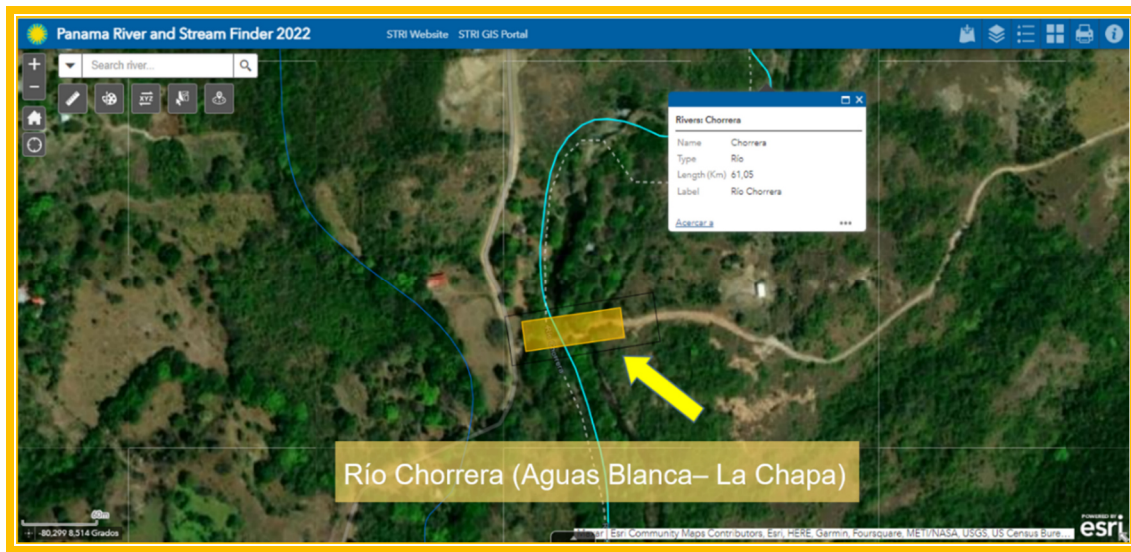 Panama River and Stream Finder 2022
STRI Website STRI GIS Portal
+
−
Search river...
XYZ
Rivers: Chorrera
Name Chorrera
Type Río
Length (Km) 61,05
Label Río Chorrera
Acercar a
Río Chorrera (Aguas Blanca– La Chapa)
60m
-80,299 8,514 Grados
Esri Community Maps Contributors, Esri, HERE, Garmin, Foursquare, METI/NASA, USGS, US Census Bure...
POWERED BY
esri